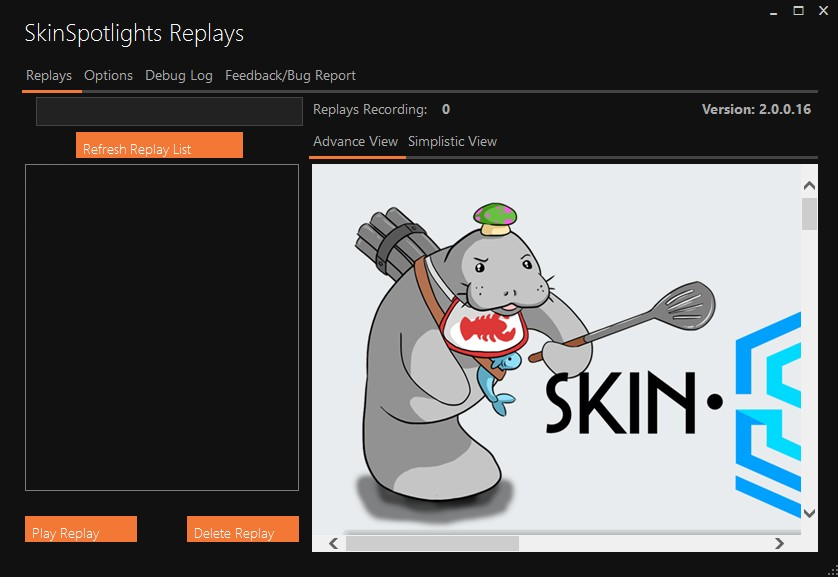 SkinSpotlights Replays
Replays Options Debug Log Feedback/Bug Report
Replays Recording: 0 Version: 2.0.0.16
Refresh Replay List
Advance View Simplistic View
SKIN•
Play Replay Delete Replay